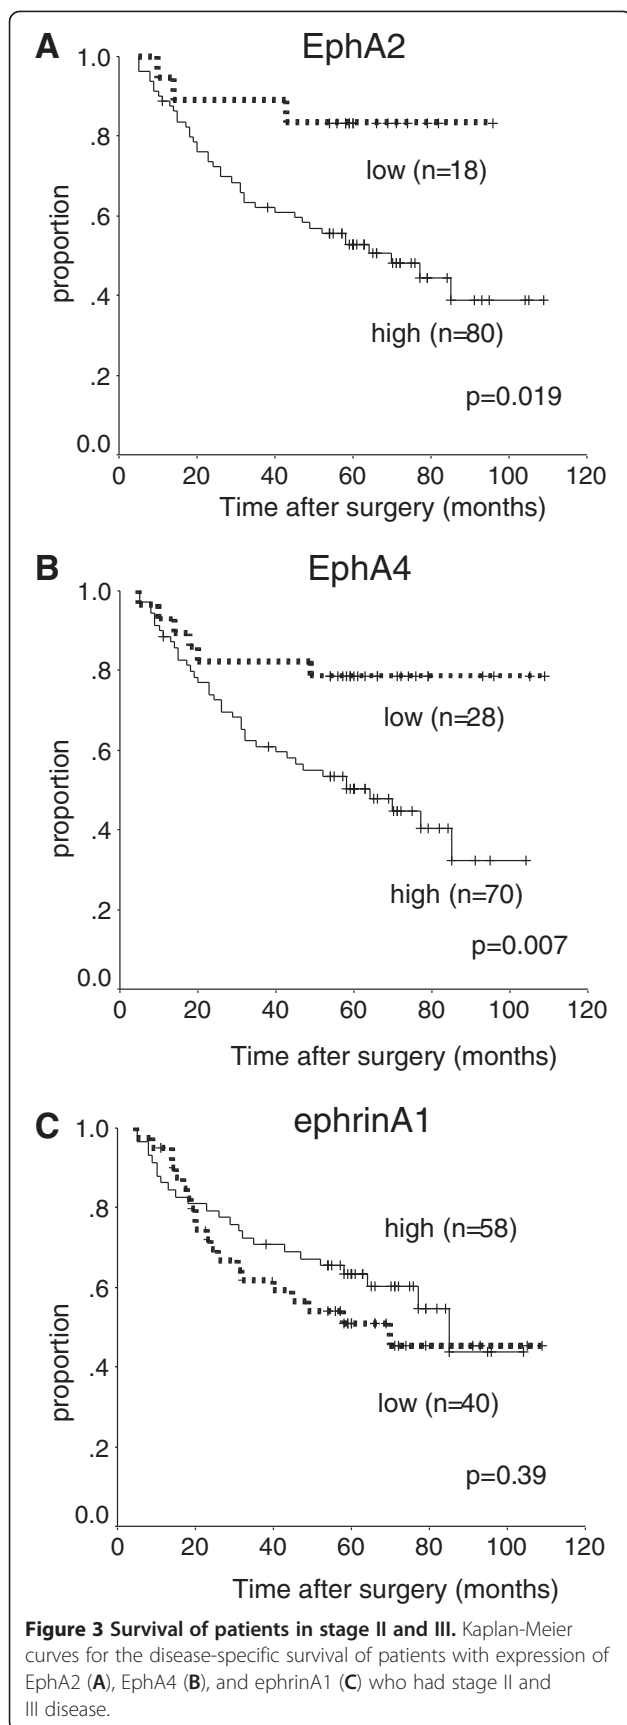 A
EphA2
1.0
.8
.6
.4
.2
0.0
proportion
low (n=18)
high (n=80)
p=0.019
0 20 40 60 80 100 120
Time after surgery (months)
B
EphA4
1.0
.8
.6
.4
.2
0.0
proportion
low (n=28)
high (n=70)
p=0.007
0 20 40 60 80 100 120
Time after surgery (months)
C
ephrinA1
1.0
.8
.6
.4
.2
0.0
proportion
high (n=58)
low (n=40)
p=0.39
0 20 40 60 80 100 120
Time after surgery (months)
Figure 3 Survival of patients in stage II and III. Kaplan-Meier
curves for the disease-specific survival of patients with expression of
EphA2 (A), EphA4 (B), and ephrinA1 (C) who had stage II and
III disease.